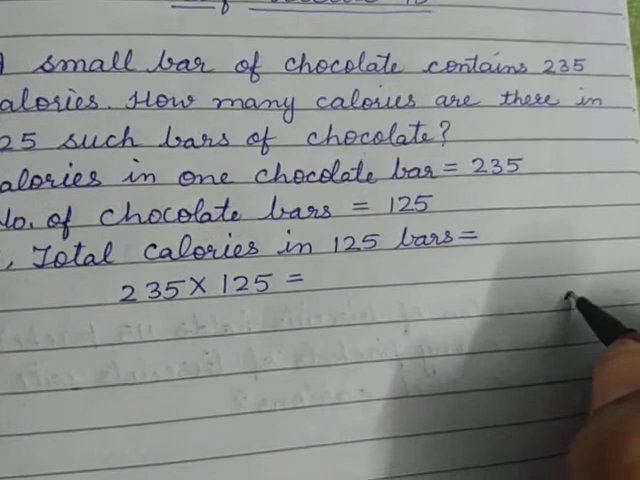 small bar of chocolate contains 235
alories. How many calories are there in
25 such bars of chocolate?
alories in one chocolate bar = 235
No. of chocolate bars = 125
, Total calories in 125 bars =
235 × 125 =